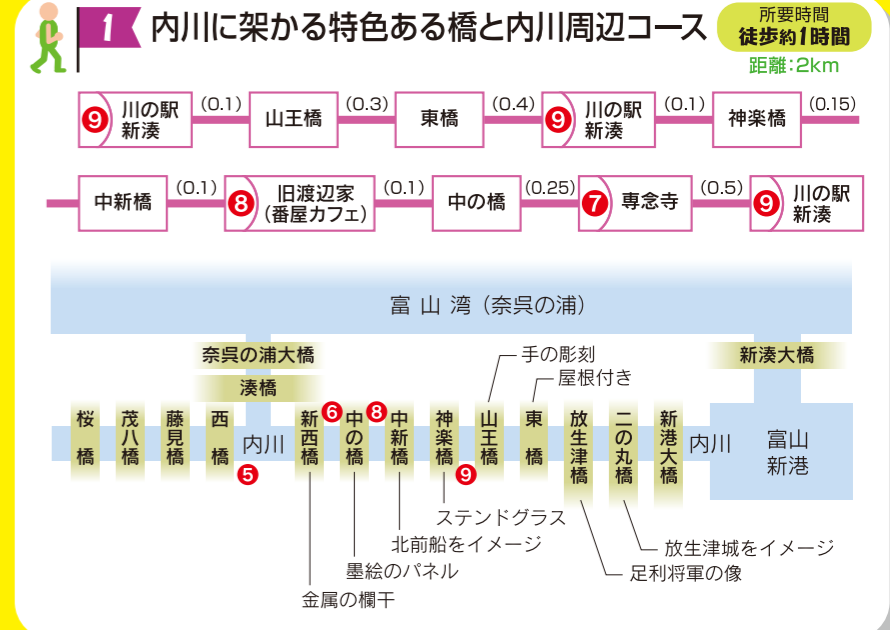 1 内川に架かる特色ある橋と内川周辺コース
所要時間
徒歩約1時間
距離:2km
9 川の駅
新湊
(0.1)
山王橋
(0.3)
東橋
(0.4)
9 川の駅
新湊
(0.1)
神楽橋
(0.15)
中新橋
(0.1)
8 旧渡辺家
(番屋カフェ)
(0.1)
中の橋
(0.25)
7 専念寺
(0.5)
9 川の駅
新湊
富山湾(奈呉の浦)
奈呉の浦大橋
新湊大橋
湊橋
手の彫刻
屋根付き
桜橋
茂八橋
藤見橋
西橋
内川
5
新西橋
6
中の橋
8
中新橋
神楽橋
9
山王橋
東橋
放生津橋
二の丸橋
新港大橋
内川
富山
新港
ステンドグラス
北前船をイメージ
墨絵のパネル
金属の欄干
放生津城をイメージ
足利将軍の像